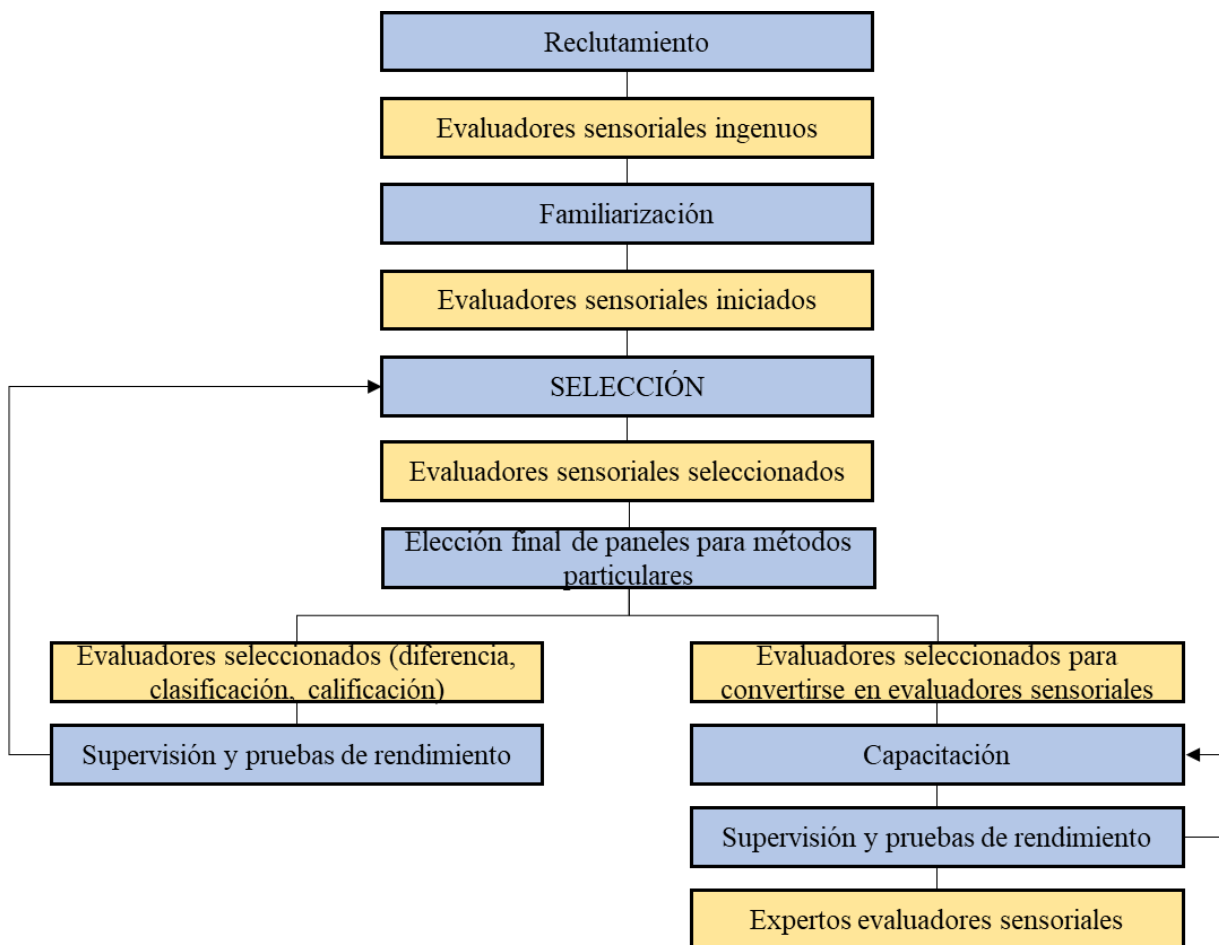 Reclutamiento
Evaluadores sensoriales ingenuos
Familiarización
Evaluadores sensoriales iniciados
SELECCIÓN
Evaluadores sensoriales seleccionados
Elección final de paneles para métodos
particulares
Evaluadores seleccionados (diferencia,
clasificación, calificación)
Supervisión y pruebas de rendimiento
Evaluadores seleccionados para
convertirse en evaluadores sensoriales
Capacitación
Supervisión y pruebas de rendimiento
Expertos evaluadores sensoriales